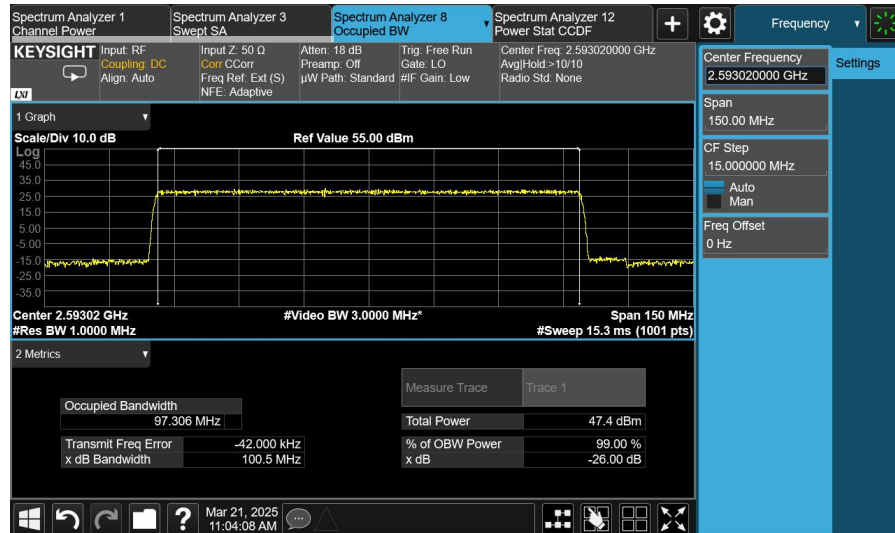 Spectrum Analyzer 1
Channel Power
Spectrum Analyzer 3
Swept SA
Spectrum Analyzer 8
Occupied BW
Spectrum Analyzer 12
Power Stat CCDF
+
Frequency
KEYSIGHT
LXI
Input: RF
Coupling: DC
Align: Auto
Input Z: 50 Ω
Corr CCorr
Freq Ref: Ext (S)
NFE: Adaptive
Atten: 18 dB
Preamp: Off
µW Path: Standard
Trig: Free Run
Gate: LO
#IF Gain: Low
Center Freq: 2.593020000 GHz
Avg|Hold:>10/10
Radio Std: None
Center Frequency
2.593020000 GHz
Settings
Span
150.00 MHz
CF Step
15.000000 MHz
Auto
Man
Freq Offset
0 Hz
1 Graph
Scale/Div 10.0 dB
Ref Value 55.00 dBm
Log
45.0
35.0
25.0
15.0
5.00
-5.00
-15.0
-25.0
-35.0
Center 2.59302 GHz
#Video BW 3.0000 MHz*
Span 150 MHz
#Res BW 1.0000 MHz
#Sweep 15.3 ms (1001 pts)
2 Metrics
Measure Trace
Trace 1
Occupied Bandwidth
97.306 MHz
Total Power
47.4 dBm
Transmit Freq Error
-42.000 kHz
% of OBW Power
99.00 %
x dB Bandwidth
100.5 MHz
x dB
-26.00 dB
?
Mar 21, 2025
11:04:08 AM